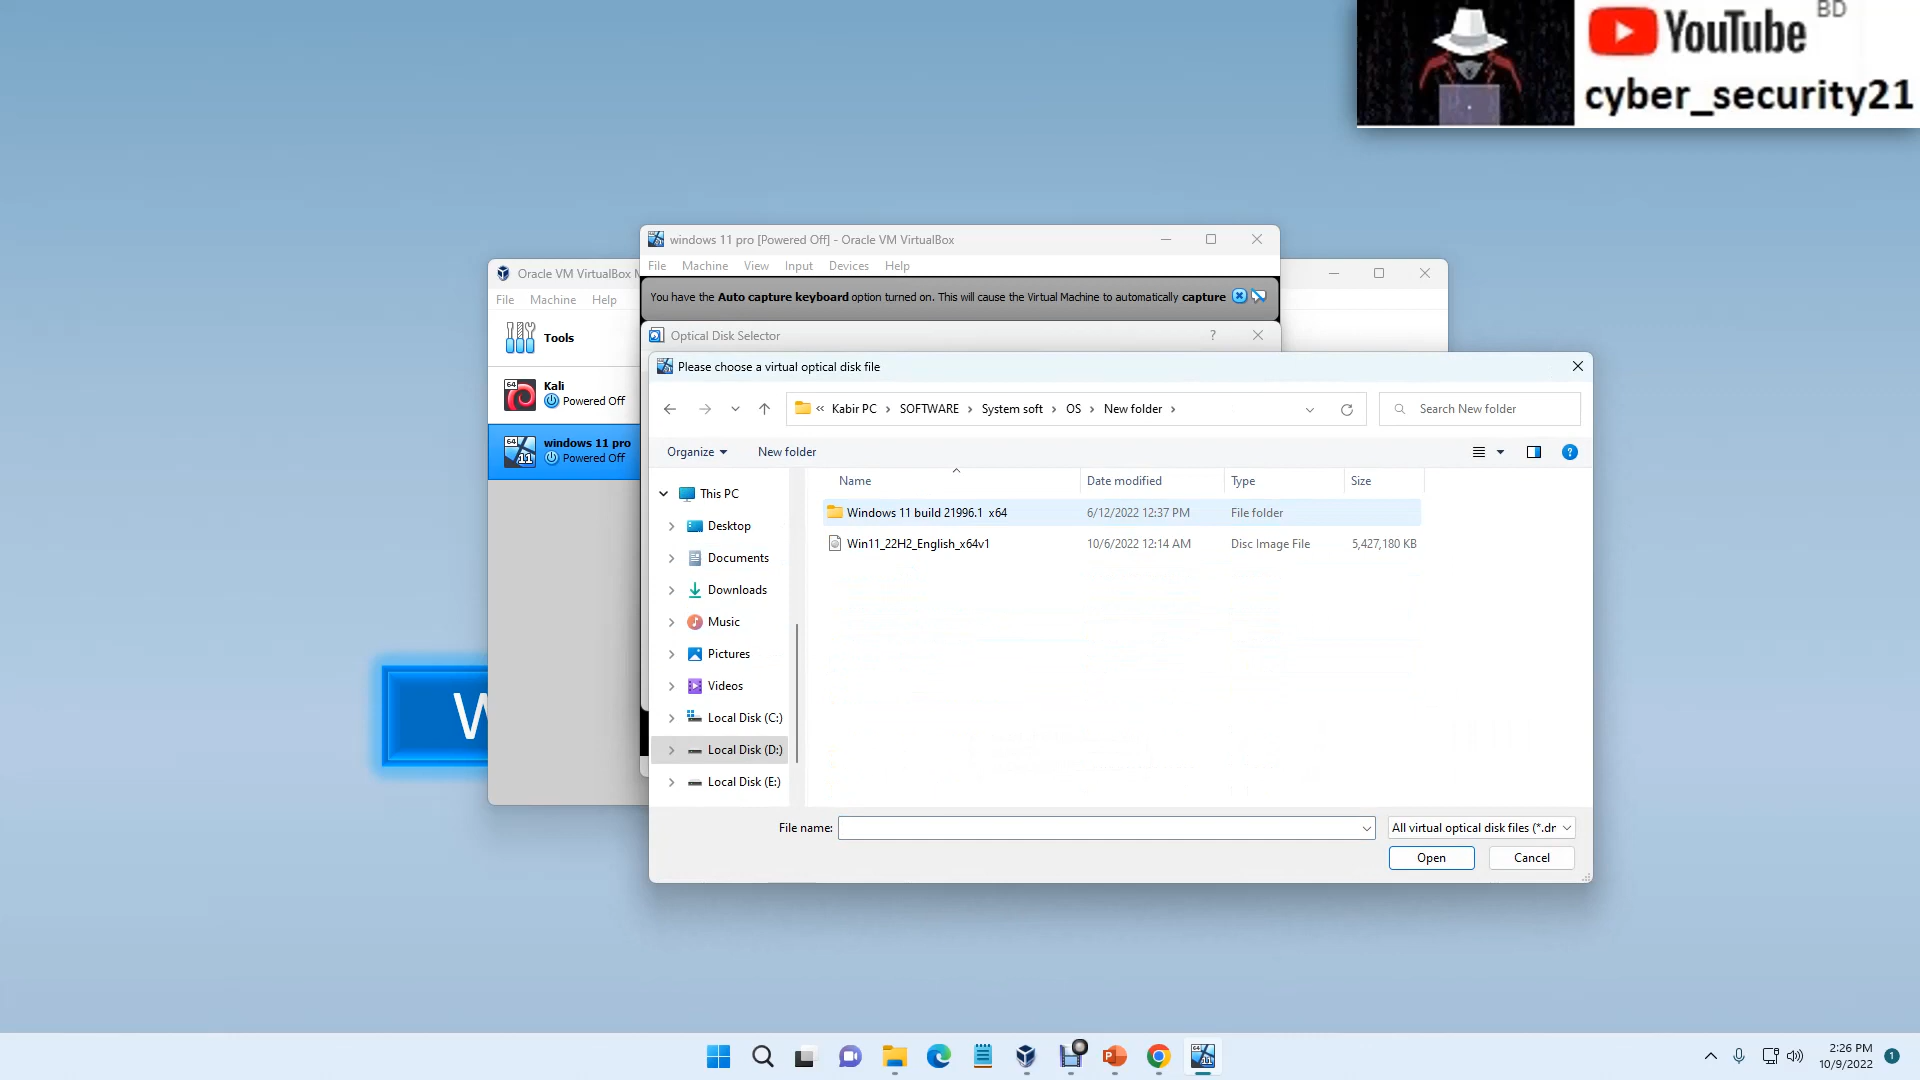 BD
YouTube
cyber_security21
windows 11 pro [Powered Off] - Oracle VM VirtualBox
File Machine View Input Devices Help
You have the Auto capture keyboard option turned on. This will cause the Virtual Machine to automatically capture
Oracle VM VirtualBox
File Machine Help
Tools
64
Kali
Powered Off
64
11
windows 11 pro
Powered Off
Optical Disk Selector
?
Please choose a virtual optical disk file
« Kabir PC › SOFTWARE › System soft › OS › New folder ›
Search New folder
Organize
New folder
?
Name Date modified Type Size
Windows 11 build 21996.1 x64 6/12/2022 12:37 PM File folder
Win11_22H2_English_x64v1 10/6/2022 12:14 AM Disc Image File 5,427,180 KB
This PC
Desktop
Documents
Downloads
Music
Pictures
Videos
Local Disk (C:)
Local Disk (D:)
Local Disk (E:)
File name:
All virtual optical disk files (*.dr
Open
Cancel
W
2:26 PM
10/9/2022
1